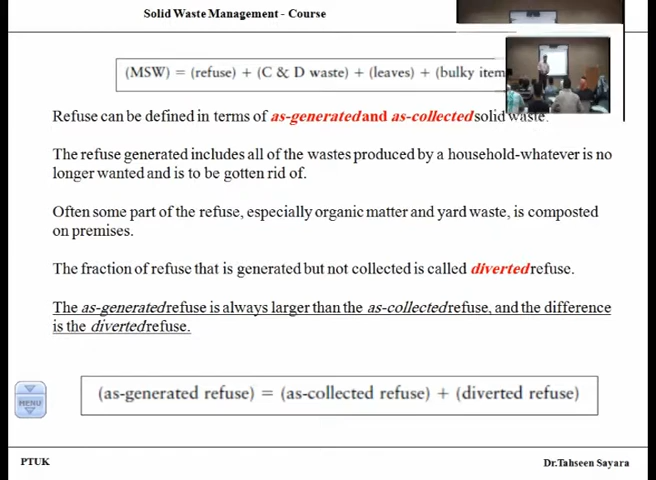 Solid Waste Management - Course
(MSW) = (refuse) + (C & D waste) + (leaves) + (bulky item
Refuse can be defined in terms of as-generated and as-collected solid waste.
The refuse generated includes all of the wastes produced by a household-whatever is no
longer wanted and is to be gotten rid of.
Often some part of the refuse, especially organic matter and yard waste, is composted
on premises.
The fraction of refuse that is generated but not collected is called diverted refuse.
The as-generated refuse is always larger than the as-collected refuse, and the difference
is the diverted refuse.
(as-generated refuse) = (as-collected refuse) + (diverted refuse)
MENU
PTUK
Dr.Tahseen Sayara